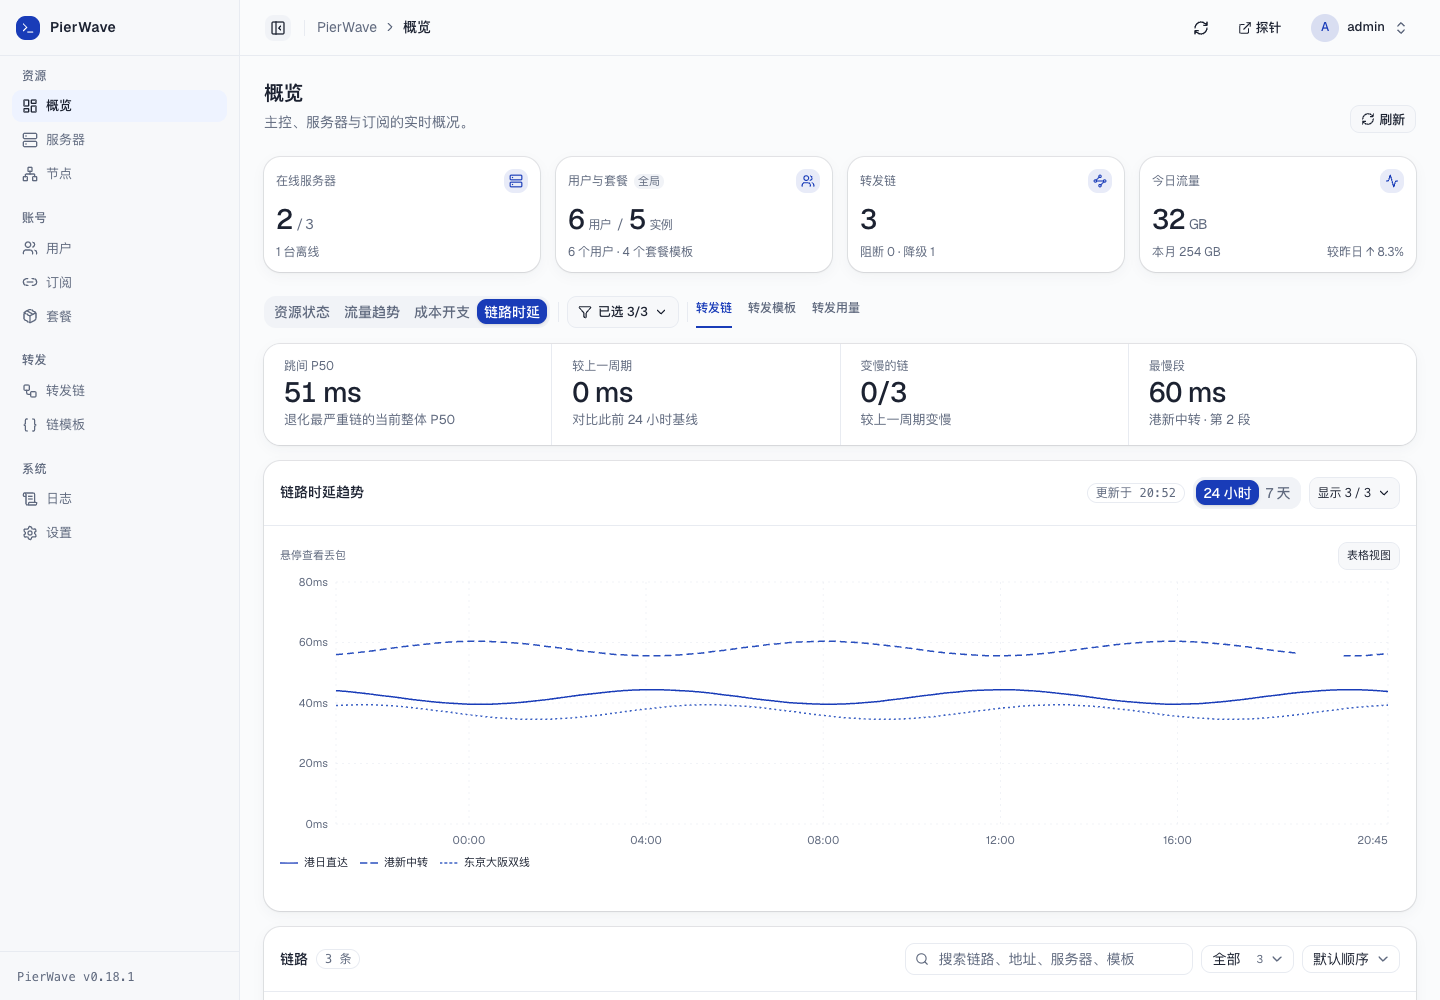 PierWave
PierWave > 概览
探针
A admin
资源
概览
服务器
节点
账号
用户
订阅
套餐
转发
转发链
链模板
系统
日志
设置
PierWave v0.18.1
概览
主控、服务器与订阅的实时概况。
刷新
在线服务器
2 / 3
1 台离线
用户与套餐 全局
6 用户 / 5 实例
6 个用户 · 4 个套餐模板
转发链
3
阻断 0 · 降级 1
今日流量
32 GB
本月 254 GB 较昨日 ↑ 8.3%
资源状态 流量趋势 成本开支 链路时延 已选 3/3 转发链 转发模板 转发用量
跳间 P50
51 ms
退化最严重链的当前整体 P50
较上一周期
0 ms
对比此前 24 小时基线
变慢的链
0/3
较上一周期变慢
最慢段
60 ms
港新中转 · 第 2 段
链路时延趋势 更新于 20:52 24 小时 7 天 显示 3 / 3
悬停查看丢包 表格视图
80ms
60ms
40ms
20ms
0ms
00:00 04:00 08:00 12:00 16:00 20:45
港日直达 港新中转 东京大阪双线
链路 3 条 搜索链路、地址、服务器、模板 全部 3 默认顺序